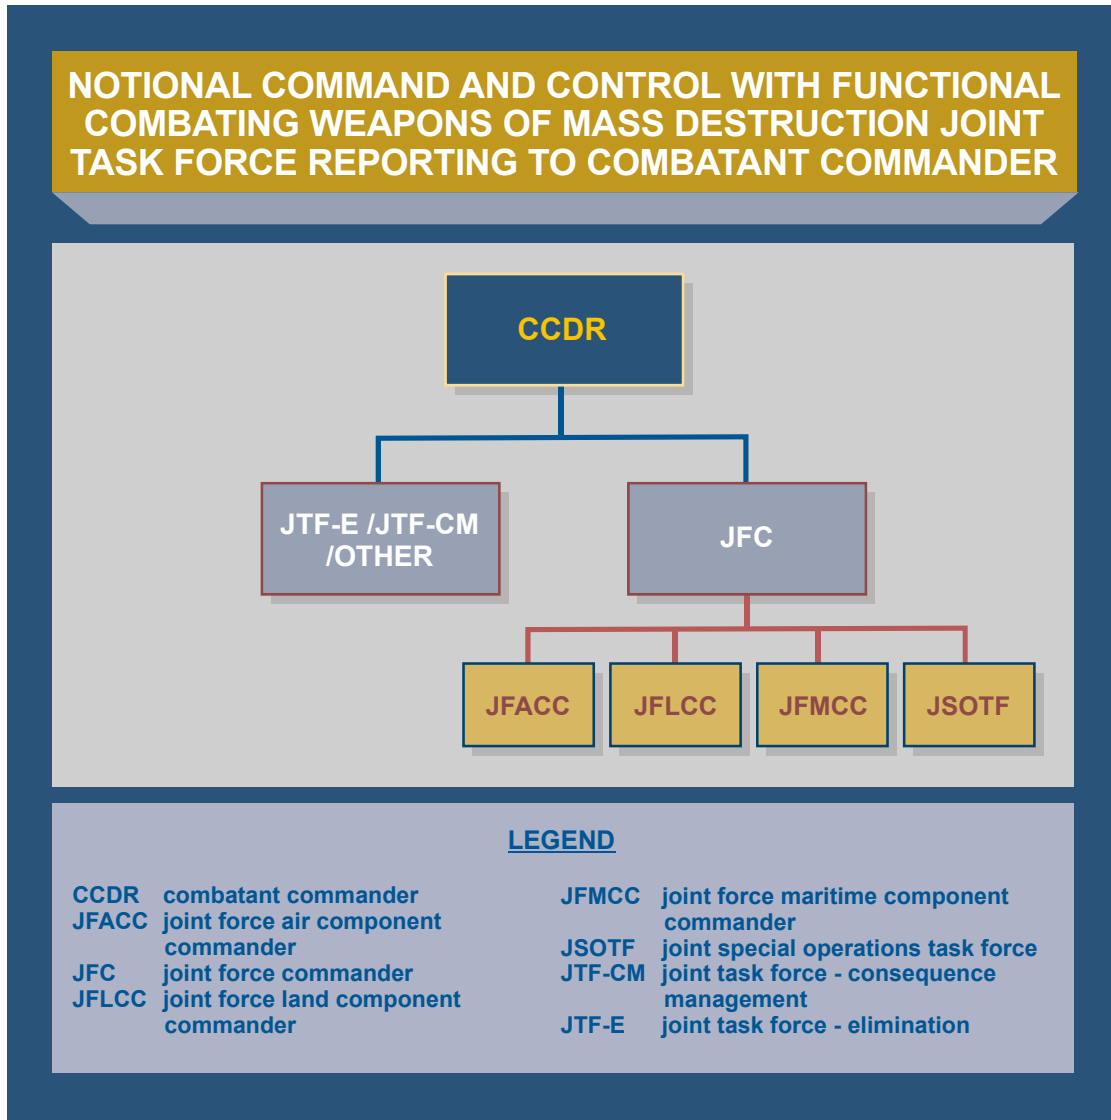 NOTIONAL COMMAND AND CONTROL WITH FUNCTIONAL
COMBATING WEAPONS OF MASS DESTRUCTION JOINT
TASK FORCE REPORTING TO COMBATANT COMMANDER
CCDR
JTF-E /JTF-CM
/OTHER
JFC
JFACC
JFLCC
JFMCC
JSOTF
LEGEND
CCDR combatant commander
JFACC joint force air component
commander
JFC joint force commander
JFLCC joint force land component
commander
JFMCC joint force maritime component
commander
JSOTF joint special operations task force
JTF-CM joint task force - consequence
management
JTF-E joint task force - elimination